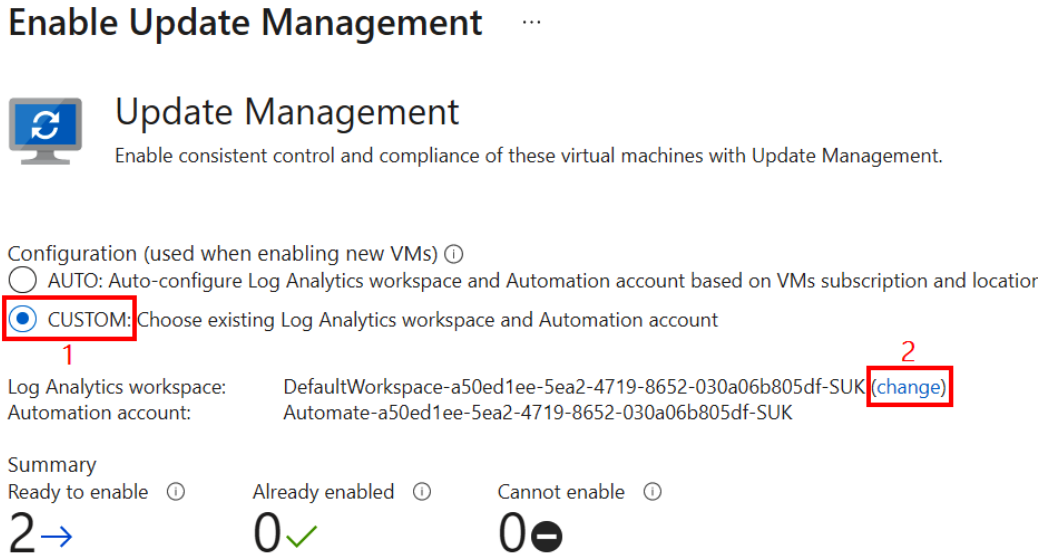 Enable Update Management ...
Update Management
Enable consistent control and compliance of these virtual machines with Update Management.
Configuration (used when enabling new VMs)
AUTO: Auto-configure Log Analytics workspace and Automation account based on VMs subscription and location
CUSTOM: Choose existing Log Analytics workspace and Automation account
1
2
Log Analytics workspace: DefaultWorkspace-a50ed1ee-5ea2-4719-8652-030a06b805df-SUK (change)
Automation account: Automate-a50ed1ee-5ea2-4719-8652-030a06b805df-SUK
Summary
Ready to enable Already enabled Cannot enable
2 0 0